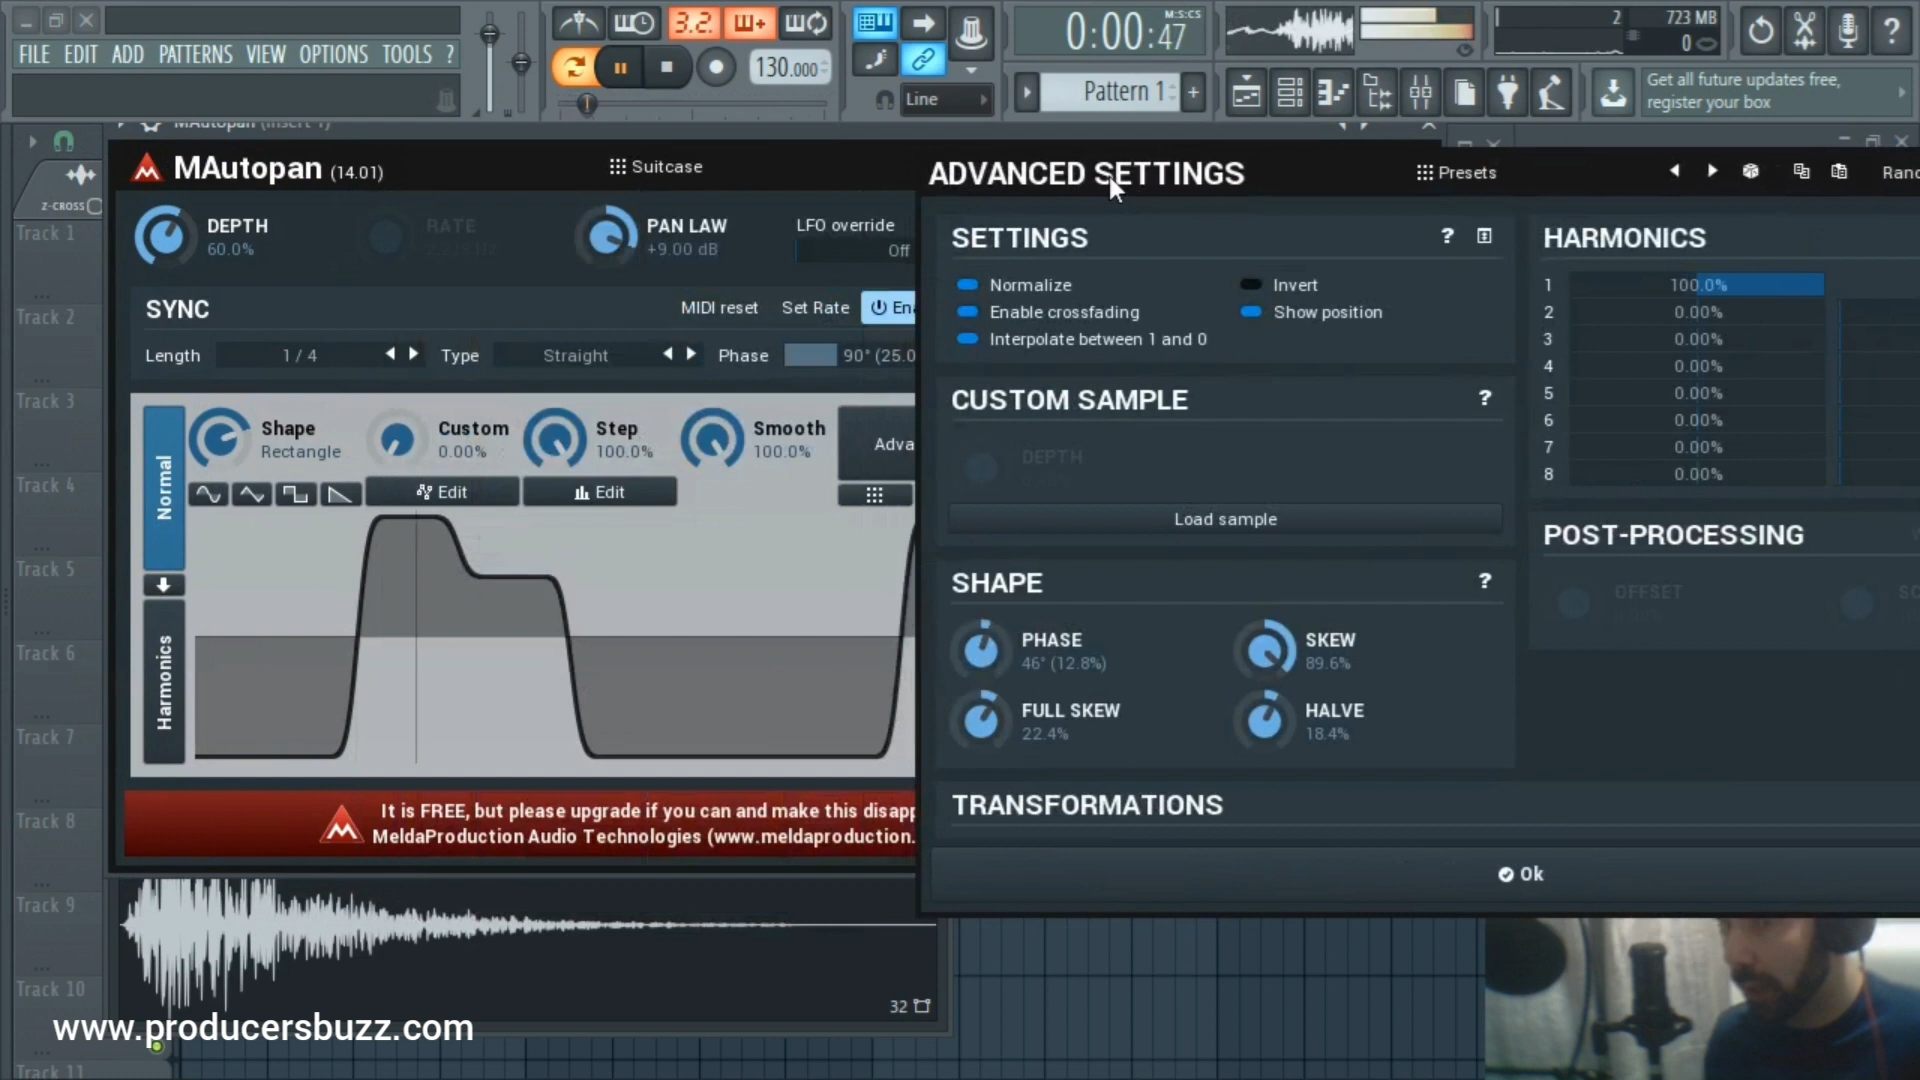 FILE EDIT ADD PATTERNS VIEW OPTIONS TOOLS ?
3.2.
130.000
Line
0:00:47
M:S:CS
Pattern 1
2
723 MB
0
Get all future updates free,
register your box
MAutopan (Insert 1)
Z-CROSS
Track 1
Track 2
Track 3
Track 4
Track 5
Track 6
Track 7
Track 8
Track 9
Track 10
Track 11
MAutopan (14.01)
Suitcase
DEPTH
60.0%
RATE
PAN LAW
+9.00 dB
LFO override
Off
SYNC
MIDI reset
Set Rate
Length
1 / 4
Type
Straight
Phase
90° (25.0
Normal
Harmonics
Shape
Rectangle
Custom
0.00%
Step
100.0%
Smooth
100.0%
Edit
Edit
It is FREE, but please upgrade if you can and make this
MeldaProduction Audio Technologies (www.meldaproduction.
32
ADVANCED SETTINGS
Presets
SETTINGS
?
Normalize
Invert
Enable crossfading
Show position
Interpolate between 1 and 0
CUSTOM SAMPLE
?
DEPTH
Load sample
SHAPE
?
PHASE
46° (12.8%)
SKEW
89.6%
FULL SKEW
22.4%
HALVE
18.4%
TRANSFORMATIONS
Ok
HARMONICS
1 100.0%
2 0.00%
3 0.00%
4 0.00%
5 0.00%
6 0.00%
7 0.00%
8 0.00%
POST-PROCESSING
OFFSET
www.producersbuzz.com